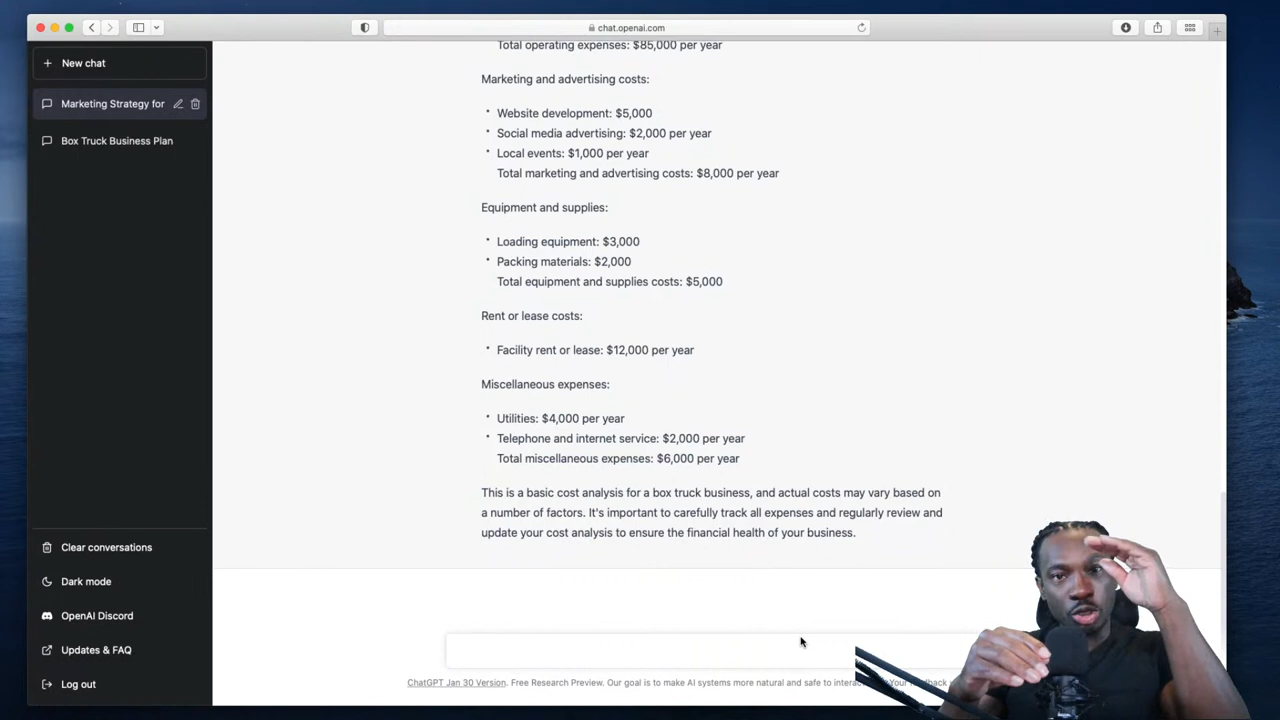 chat.openai.com
New chat
Marketing Strategy for
Box Truck Business Plan
Total operating expenses: $85,000 per year
Marketing and advertising costs:
Website development: $5,000
Social media advertising: $2,000 per year
Local events: $1,000 per year
Total marketing and advertising costs: $8,000 per year
Equipment and supplies:
Loading equipment: $3,000
Packing materials: $2,000
Total equipment and supplies costs: $5,000
Rent or lease costs:
Facility rent or lease: $12,000 per year
Miscellaneous expenses:
Utilities: $4,000 per year
Telephone and internet service: $2,000 per year
Total miscellaneous expenses: $6,000 per year
This is a basic cost analysis for a box truck business, and actual costs may vary based on
a number of factors. It's important to carefully track all expenses and regularly review and
update your cost analysis to ensure the financial health of your business.
Clear conversations
Dark mode
OpenAI Discord
Updates & FAQ
Log out
ChatGPT Jan 30 Version. Free Research Preview. Our goal is to make AI systems more natural and safe to